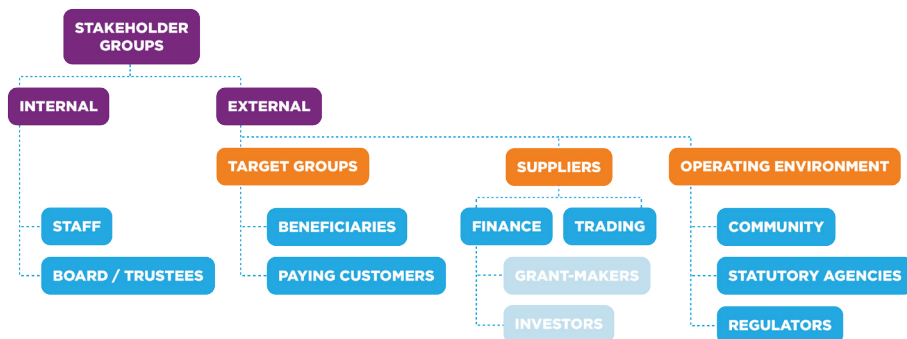 STAKEHOLDER
GROUPS
INTERNAL
EXTERNAL
TARGET GROUPS
SUPPLIERS
OPERATING ENVIRONMENT
STAFF
BENEFICIARIES
FINANCE
TRADING
COMMUNITY
BOARD / TRUSTEES
PAYING CUSTOMERS
GRANT-MAKERS
STATUTORY AGENCIES
INVESTORS
REGULATORS